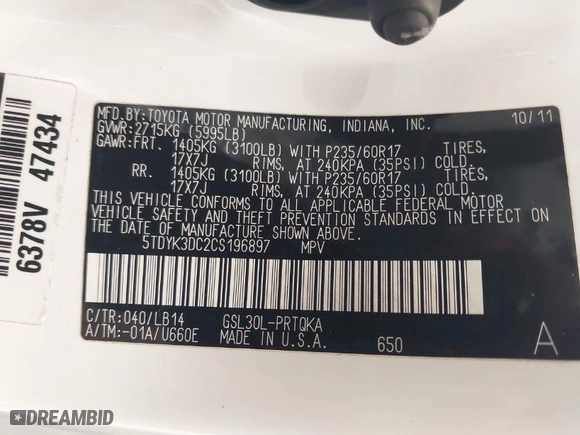 MFD. BY:TOYOTA MOTOR MANUFACTURING, INDIANA, INC. 10/11
GVWR:2715KG (5995LB)
GAWR:FRT. 1405KG (3100LB) WITH P235/60R17 TIRES,
17X7J RIMS, AT 240KPA (35PSI) COLD.
RR. 1405KG (3100LB) WITH P235/60R17 TIRES,
17X7J RIMS, AT 240KPA (35PSI) COLD.
THIS VEHICLE CONFORMS TO ALL APPLICABLE FEDERAL MOTOR
VEHICLE SAFETY AND THEFT PREVENTION STANDARDS IN EFFECT ON
THE DATE OF MANUFACTURE SHOWN ABOVE.
5TDYK3DC2CS196897 MPV
C/TR:040/LB14 GSL30L-PRTQKA
A/TM:-01A/U660E MADE IN U.S.A. 650 A
6378V 47434
DREAMBID